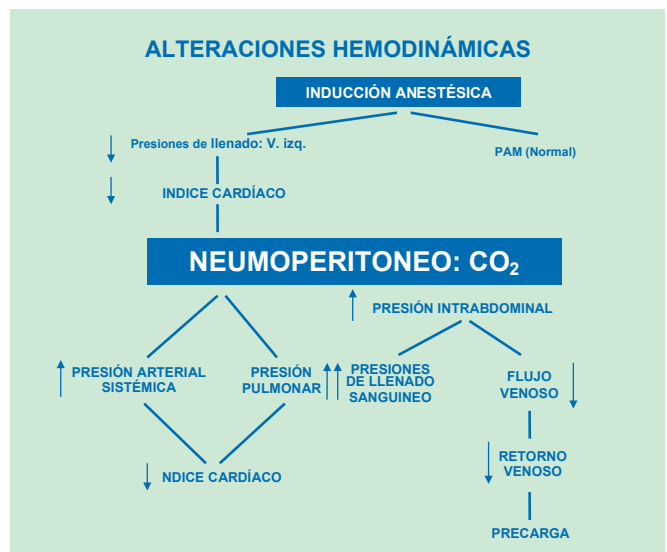 ALTERACIONES HEMODINÁMICAS
INDUCCIÓN ANESTÉSICA
Presiones de llenado: V. izq.
PAM (Normal)
INDICE CARDÍACO
NEUMOPERITONEO: CO₂
PRESIÓN INTRABDOMINAL
PRESIÓN ARTERIAL
SISTÉMICA
PRESIÓN
PULMONAR
PRESIONES
DE LLENADO
SANGUINEO
FLUJO
VENOSO
NDICE CARDÍACO
RETORNO
VENOSO
PRECARGA